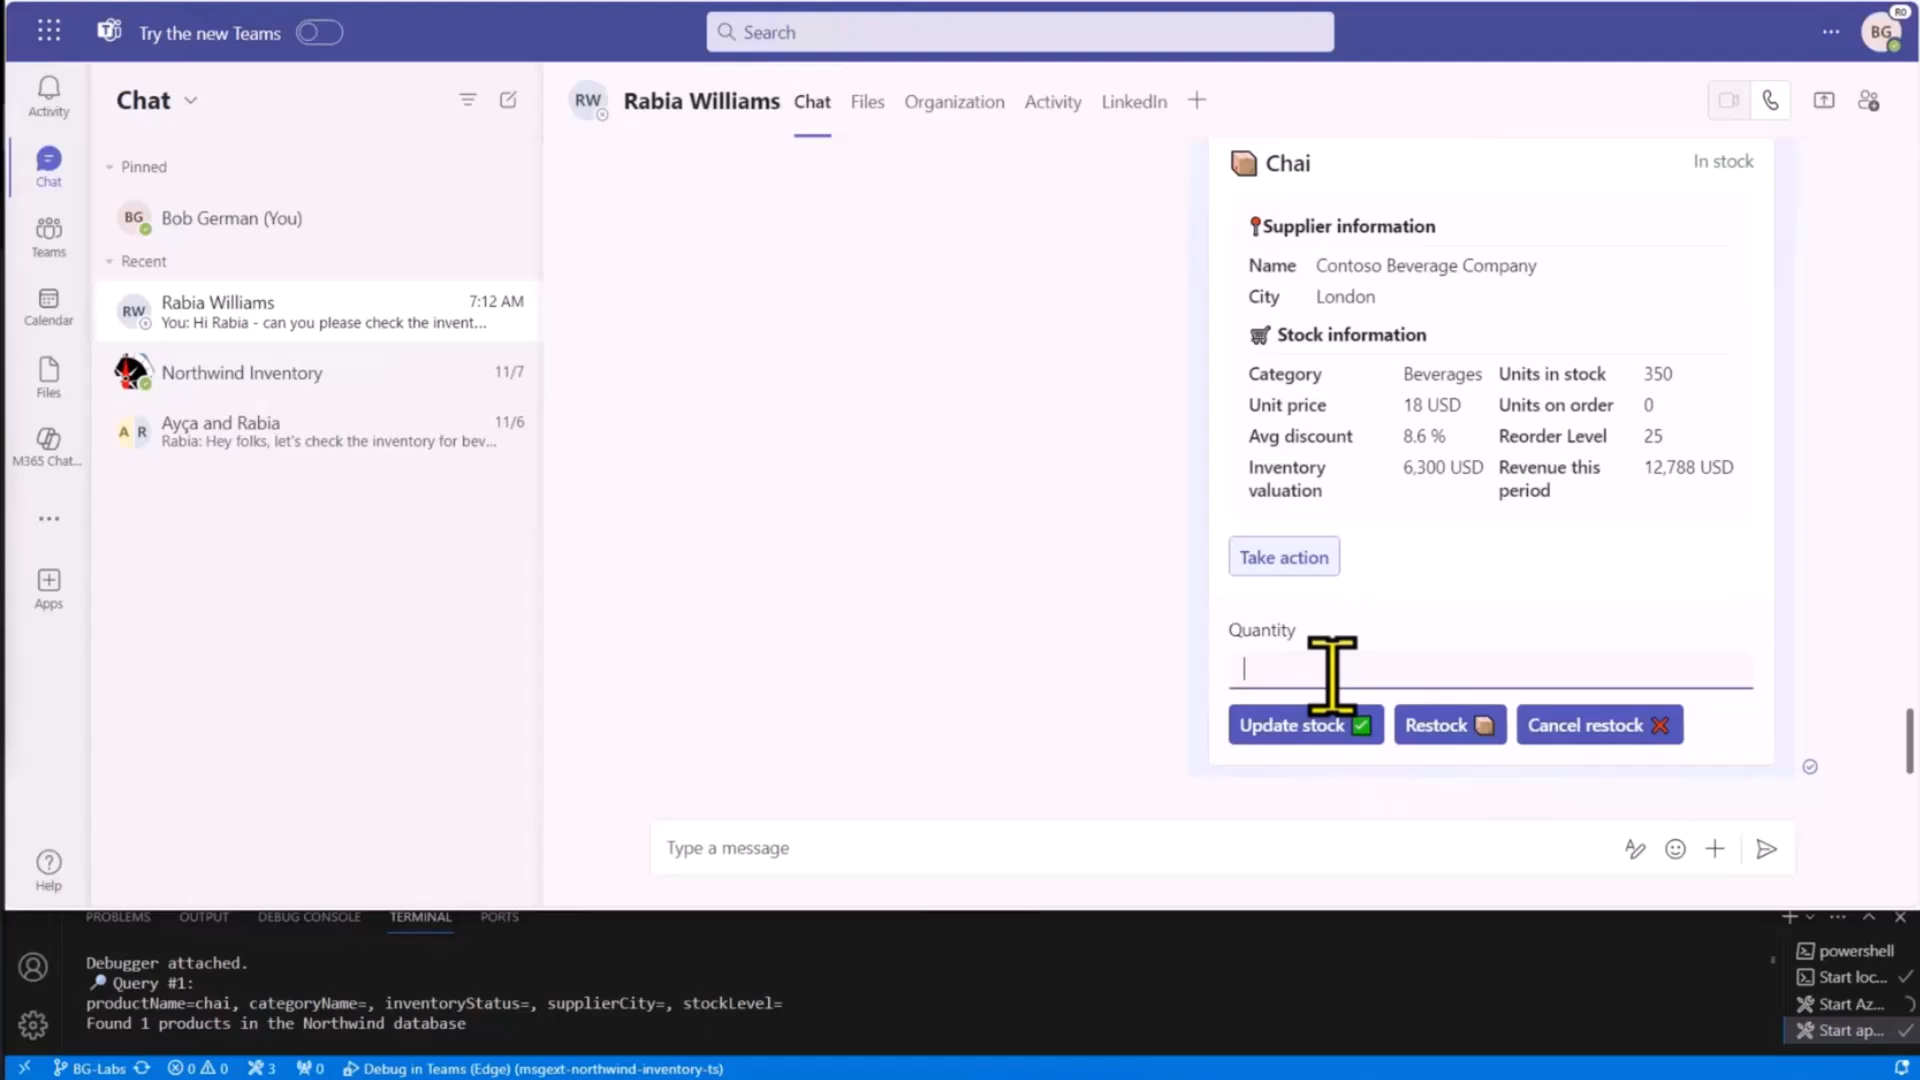 Try the new Teams
Search
RO
BG
Activity
Chat
Teams
Calendar
Files
M365 Chat...
Apps
Help
Chat
Pinned
BG Bob German (You)
Recent
RW Rabia Williams 7:12 AM
You: Hi Rabia - can you please check the invent...
Northwind Inventory 11/7
A R Ayça and Rabia 11/6
Rabia: Hey folks, let's check the inventory for bev...
RW Rabia Williams Chat Files Organization Activity LinkedIn
Chai In stock
Supplier information
Name Contoso Beverage Company
City London
Stock information
Category Beverages Units in stock 350
Unit price 18 USD Units on order 0
Avg discount 8.6 % Reorder Level 25
Inventory 6,300 USD Revenue this 12,788 USD
valuation period
Take action
Quantity
Update stock Restock Cancel restock
Type a message
PROBLEMS OUTPUT DEBUG CONSOLE TERMINAL PORTS
Debugger attached.
Query #1:
productName=chai, categoryName=, inventoryStatus=, supplierCity=, stockLevel=
Found 1 products in the Northwind database
powershell
Start loc...
Start Az...
Start ap...
BG-Labs 0 0 3 0 Debug in Teams (Edge) (msgext-northwind-inventory-ts)